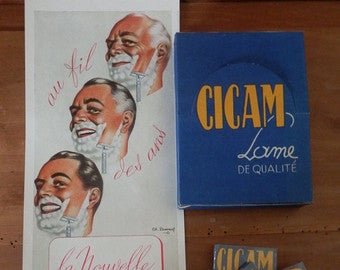 au fil
des ans
la Nouvelle
CICAM
Lame
DE QUALITÉ
CICAM